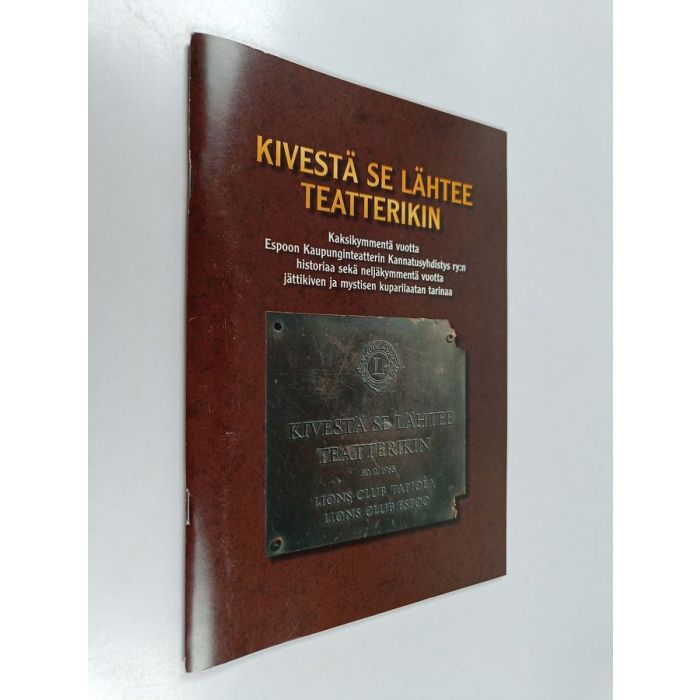 KIVESTÄ SE LÄHTEE
TEATTERIKIN
Kaksikymmentä vuotta
Espoon Kaupunginteatterin Kannatusyhdistys ry:n
historiaa sekä neljäkymmentä vuotta
jättikiven ja mystisen kuparilaatan tarinaa
L
KIVESTÄ SE LÄHTEE
TEATTERIKIN
LIONS CLUB TAPIOLA
LIONS CLUB ESPOO